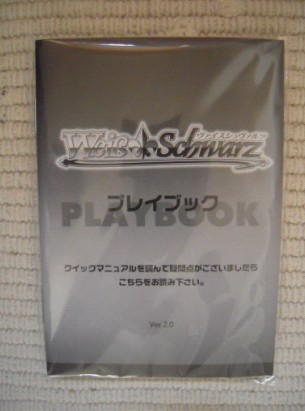 ヴァイスシュヴァルツ
Weiß Schwarz
プレイブック
PLAYBOOK
クイックマニュアルを読んで疑問点がございましたら
こちらをお読み下さい。
Ver 2.0